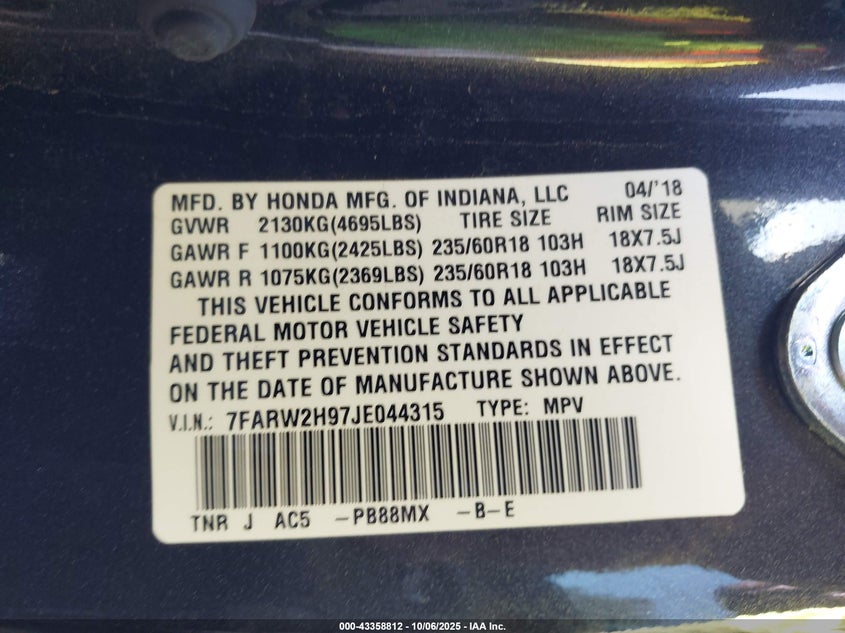 MFD. BY HONDA MFG. OF INDIANA, LLC 04/'18
GVWR 2130KG(4695LBS) TIRE SIZE RIM SIZE
GAWR F 1100KG(2425LBS) 235/60R18 103H 18X7.5J
GAWR R 1075KG(2369LBS) 235/60R18 103H 18X7.5J
THIS VEHICLE CONFORMS TO ALL APPLICABLE
FEDERAL MOTOR VEHICLE SAFETY
AND THEFT PREVENTION STANDARDS IN EFFECT
ON THE DATE OF MANUFACTURE SHOWN ABOVE.
V.I.N.: 7FARW2H97JE044315 TYPE: MPV
TNR J AC5 -PB88MX -B-E
000-43358812 - 10/06/2025 - IAA Inc.